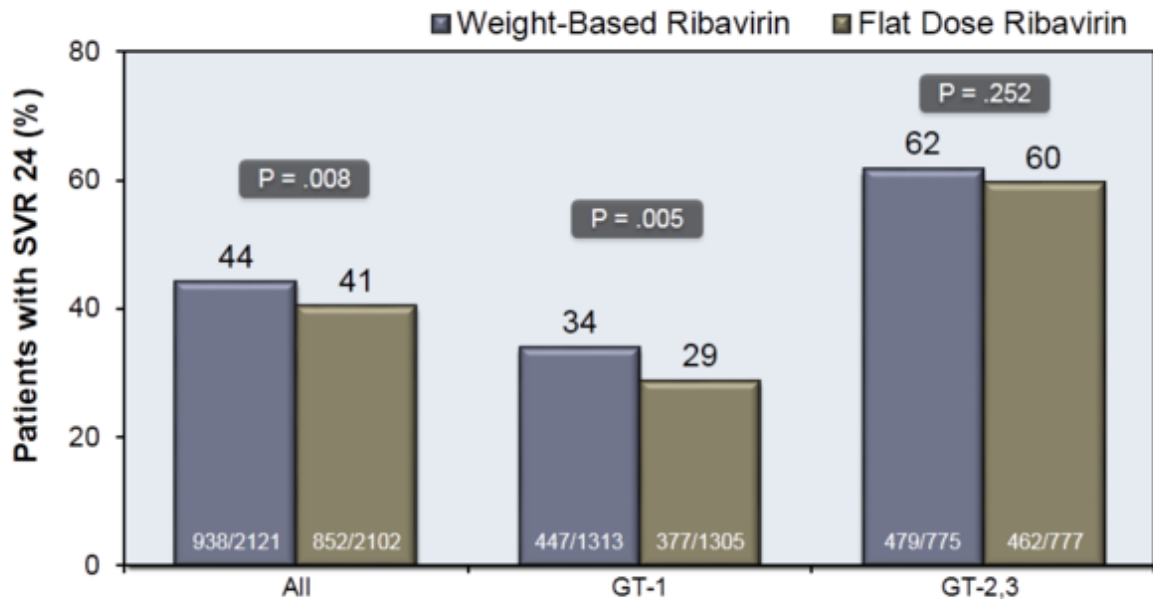 Weight-Based Ribavirin Flat Dose Ribavirin
Patients with SVR 24 (%)
80
60
40
20
0
P = .008
44
41
938/2121
852/2102
All
P = .005
34
29
447/1313
377/1305
GT-1
P = .252
62
60
479/775
462/777
GT-2,3